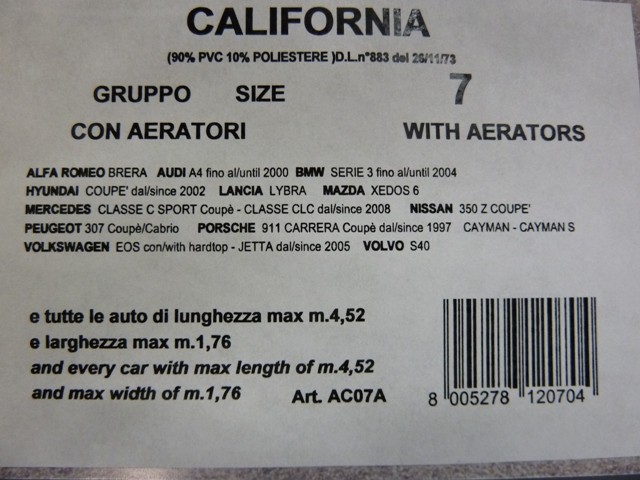 CALIFORNIA
(90% PVC 10% POLIESTERE )D.L.n°883 del 26/11/73
GRUPPO SIZE 7
CON AERATORI WITH AERATORS
ALFA ROMEO BRERA AUDI A4 fino al/until 2000 BMW SERIE 3 fino al/until 2004
HYUNDAI COUPE' dal/since 2002 LANCIA LYBRA MAZDA XEDOS 6
MERCEDES CLASSE C SPORT Coupè - CLASSE CLC dal/since 2008 NISSAN 350 Z COUPE'
PEUGEOT 307 Coupè/Cabrio PORSCHE 911 CARRERA Coupè dal/since 1997 CAYMAN - CAYMAN S
VOLKSWAGEN EOS con/with hardtop - JETTA dal/since 2005 VOLVO S40
e tutte le auto di lunghezza max m.4,52
e larghezza max m.1,76
and every car with max length of m.4,52
and max width of m.1,76 Art. AC07A
8 005278 120704